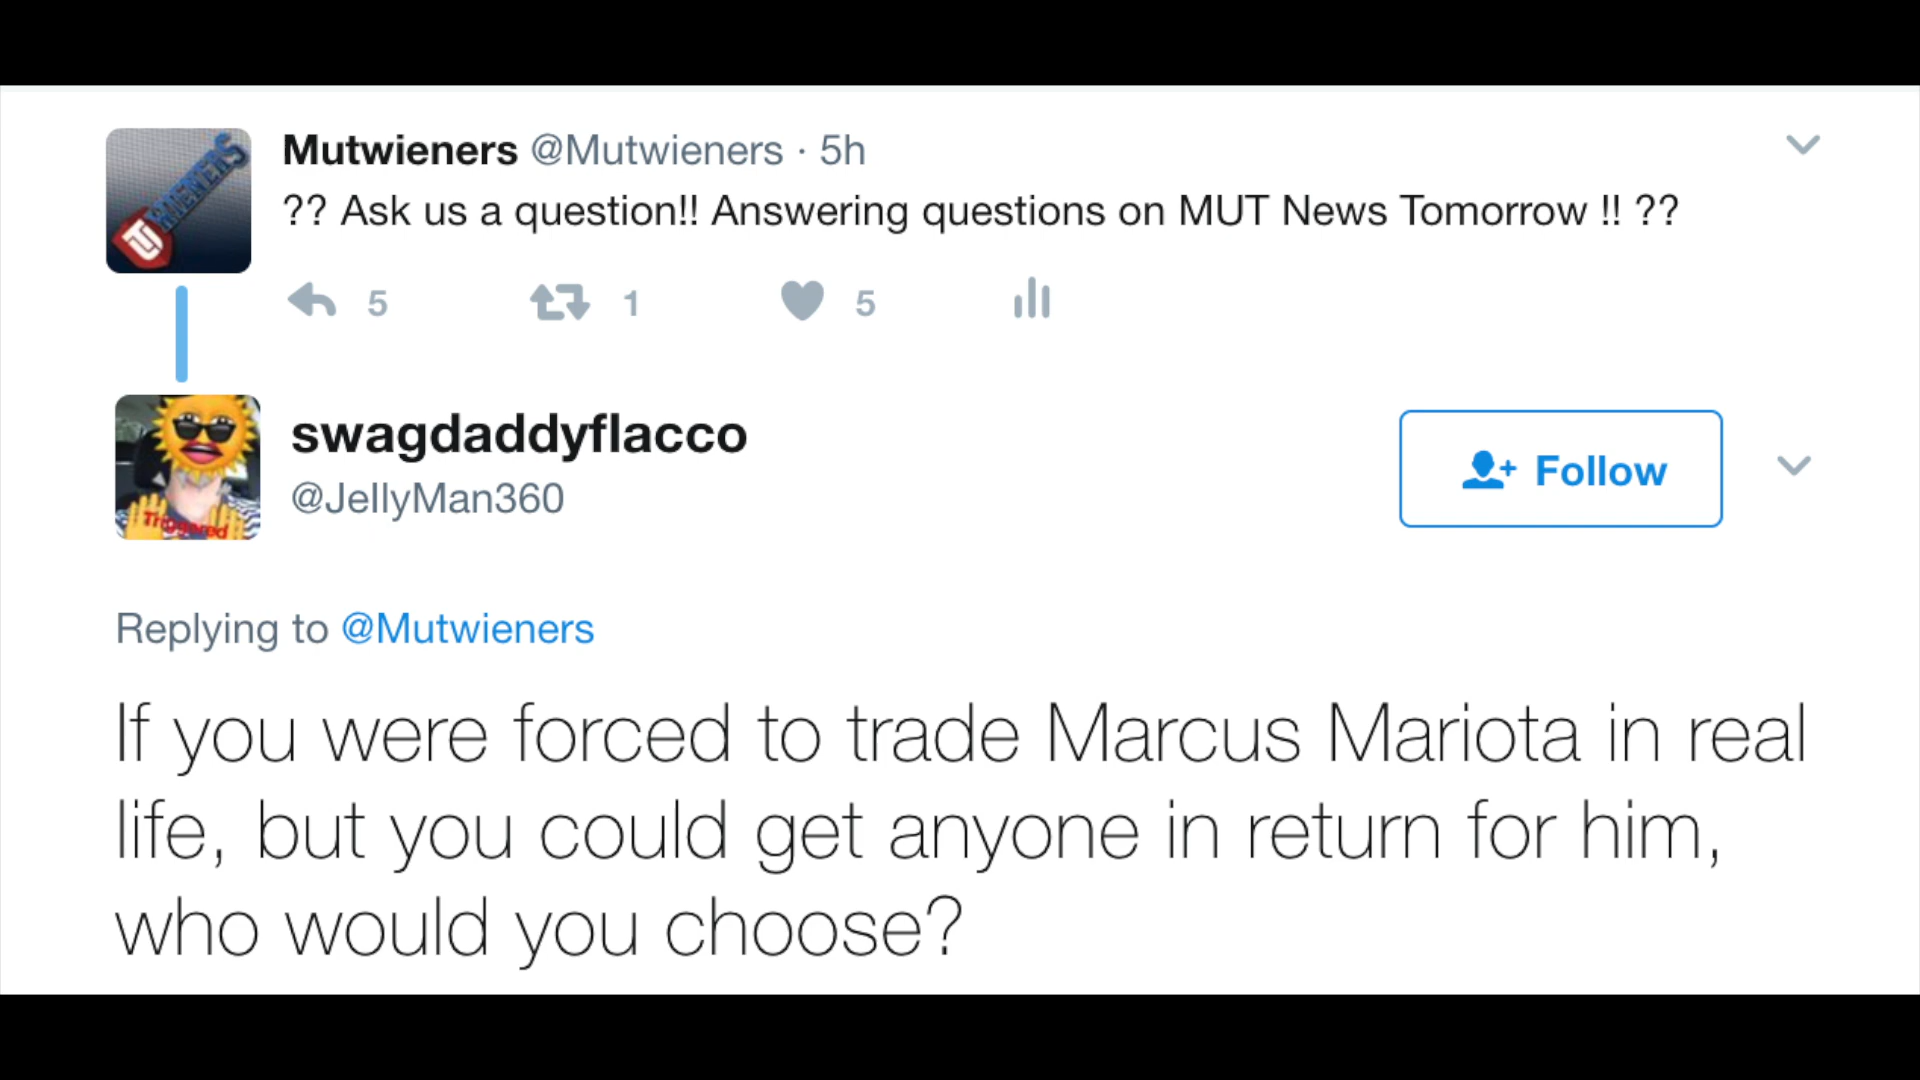 Mutwieners @Mutwieners · 5h
?? Ask us a question!! Answering questions on MUT News Tomorrow !! ??
5 1 5
swagdaddyflacco
@JellyMan360
Follow
Triggered
Replying to @Mutwieners
If you were forced to trade Marcus Mariota in real
life, but you could get anyone in return for him,
who would you choose?